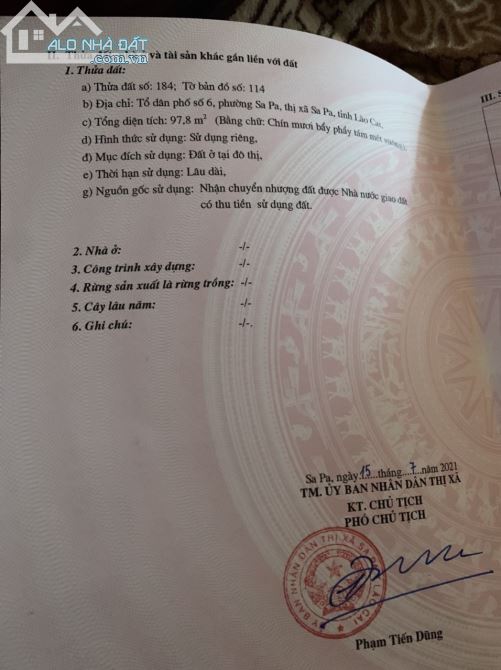 ALO NHÀ ĐẤT
.com.vn
II. và tài sản khác gắn liền với đất
1. Thửa đất:
a) Thửa đất số: 184; Tờ bản đồ số: 114
b) Địa chỉ: Tổ dân phố số 6, phường Sa Pa, thị xã Sa Pa, tỉnh Lào Cai,
c) Tổng diện tích: 97,8 m² (Bằng chữ: Chín mươi bẩy phẩy tám mét vuông),
d) Hình thức sử dụng: Sử dụng riêng,
đ) Mục đích sử dụng: Đất ở tại đô thị,
e) Thời hạn sử dụng: Lâu dài,
g) Nguồn gốc sử dụng: Nhận chuyển nhượng đất được Nhà nước giao đất
có thu tiền sử dụng đất.
2. Nhà ở: -/-
3. Công trình xây dựng: -/-
4. Rừng sản xuất là rừng trồng: -/-
5. Cây lâu năm: -/-
6. Ghi chú: -/-.
III. S
Sa Pa, ngày 15 tháng 7 năm 2021
TM. ỦY BAN NHÂN DÂN THỊ XÃ
KT. CHỦ TỊCH
PHÓ CHỦ TỊCH
ỦY BAN NHÂN DÂN THỊ XÃ SA PA
LÀO CAI
Phạm Tiến Dũng